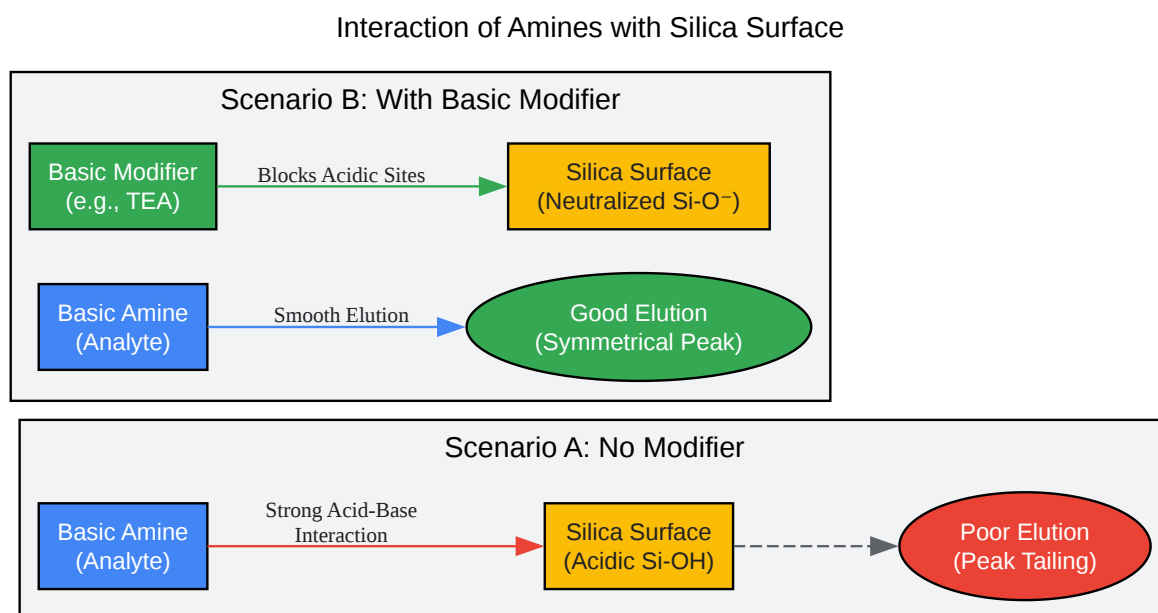 Interaction of Amines with Silica Surface
Scenario B: With Basic Modifier
Basic Modifier
(e.g., TEA)
Blocks Acidic Sites
Silica Surface
(Neutralized Si-O⁻)
Basic Amine
(Analyte)
Smooth Elution
Good Elution
(Symmetrical Peak)
Scenario A: No Modifier
Basic Amine
(Analyte)
Strong Acid-Base
Interaction
Silica Surface
(Acidic Si-OH)
Poor Elution
(Peak Tailing)